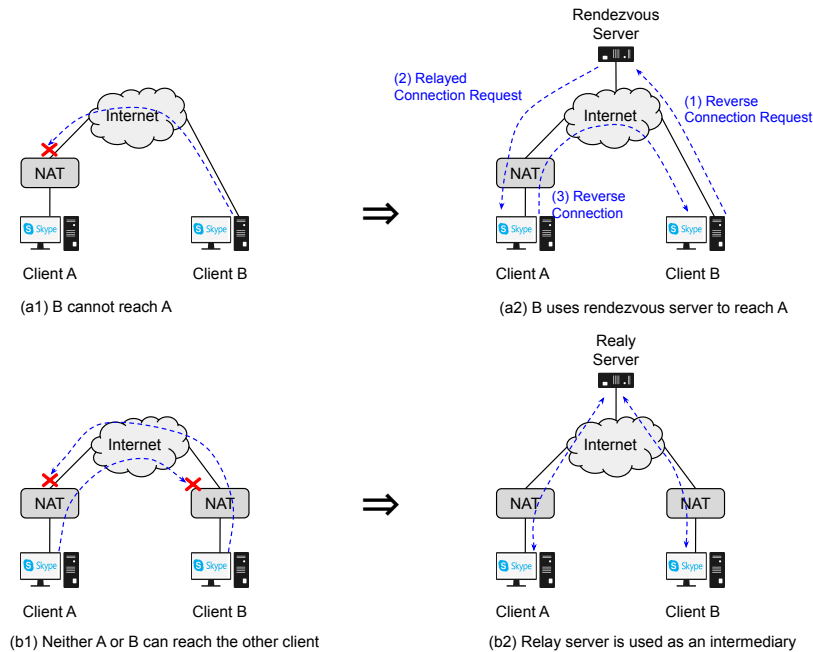 Rendezvous
Server
(2) Relayed
Connection Request
(1) Reverse
Connection Request
Internet
Internet
NAT
NAT
(3) Reverse
Connection
S Skype
S Skype
S Skype
S Skype
Client A
Client B
Client A
Client B
(a1) B cannot reach A
(a2) B uses rendezvous server to reach A
Realy
Server
Internet
Internet
NAT
NAT
NAT
NAT
S Skype
S Skype
S Skype
S Skype
Client A
Client B
Client A
Client B
(b1) Neither A or B can reach the other client
(b2) Relay server is used as an intermediary